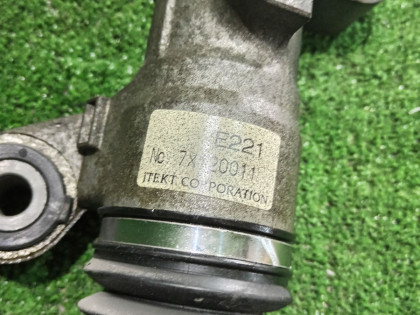 E221
No. 7X 20011
JTEKT CORPORATION